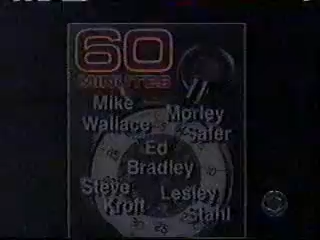 60
MINUTES
Mike
Wallace
Morley
Safer
Ed
Bradley
Steve
Kroft
Lesley
Stahl